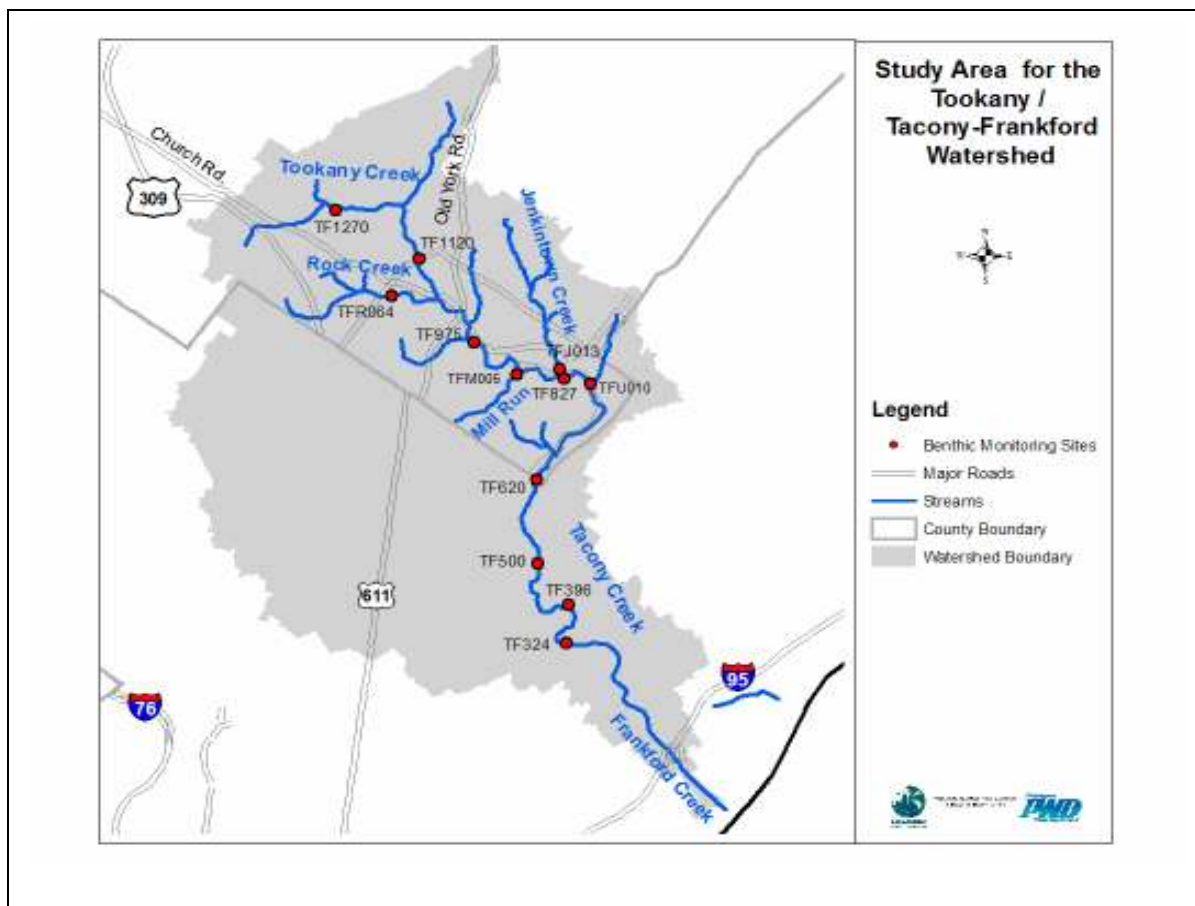 Study Area for the
Tookany /
Tacony-Frankford
Watershed
N
W E
S
Church Rd.
309
Tookany Creek
Old York Rd.
Jenkintown Creek
TF1270
TF1120
Rock Creek
TFR064
TF975
TFJ013
TFM006
TF827
TFU010
Mill Run
TF620
TF500
Tacony Creek
TF396
611
TF324
95
76
Frankford Creek
Legend
Benthic Monitoring Sites
Major Roads
Streams
County Boundary
Watershed Boundary
PWD